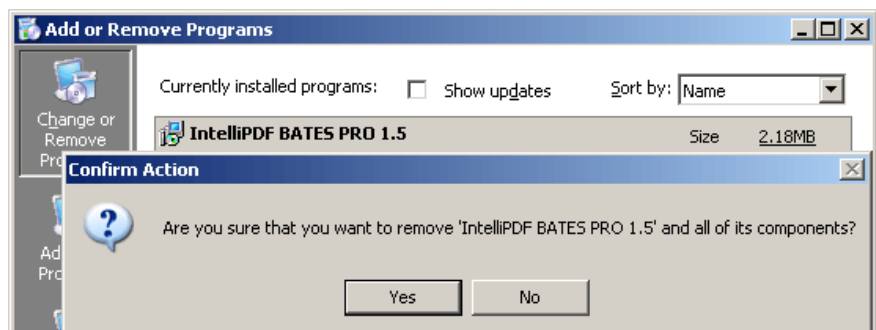 Add or Remove Programs
Currently installed programs: Show updates Sort by: Name
Change or
Remove
IntelliPDF BATES PRO 1.5 Size 2.18MB
Confirm Action
Are you sure that you want to remove 'IntelliPDF BATES PRO 1.5' and all of its components?
Yes No